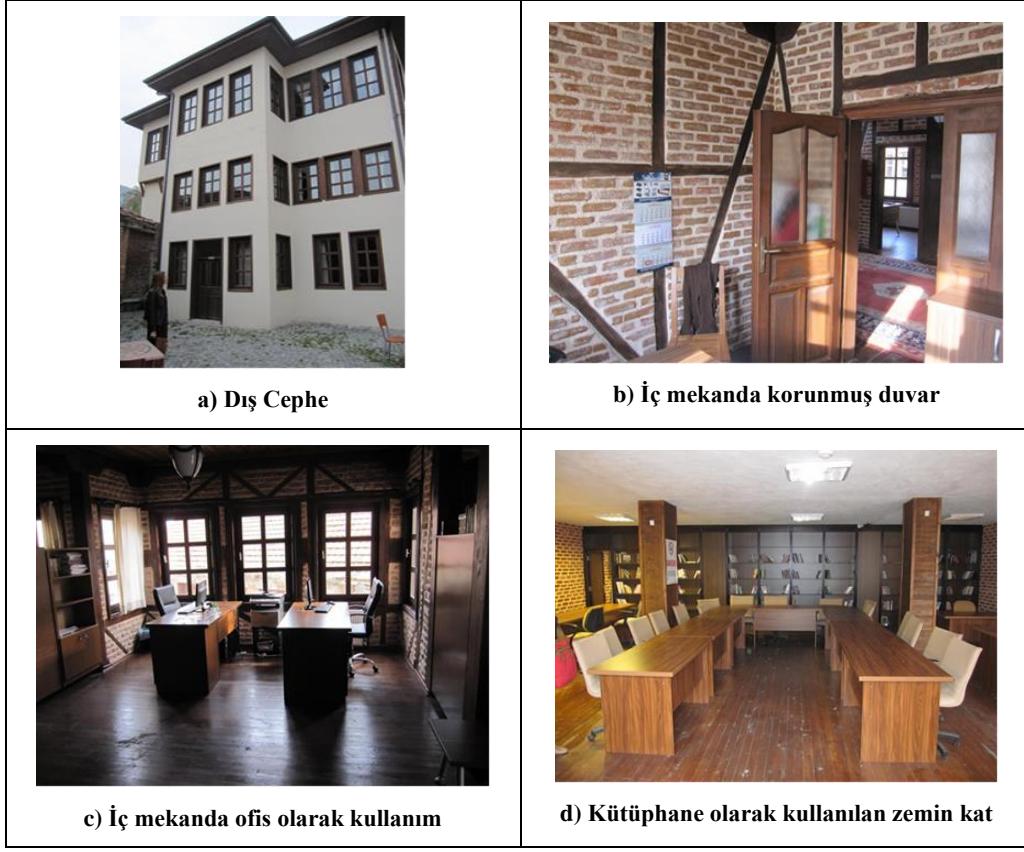 a) Dış Cephe
b) İç mekanda korunmuş duvar
c) İç mekanda ofis olarak kullanım
d) Kütüphane olarak kullanılan zemin kat